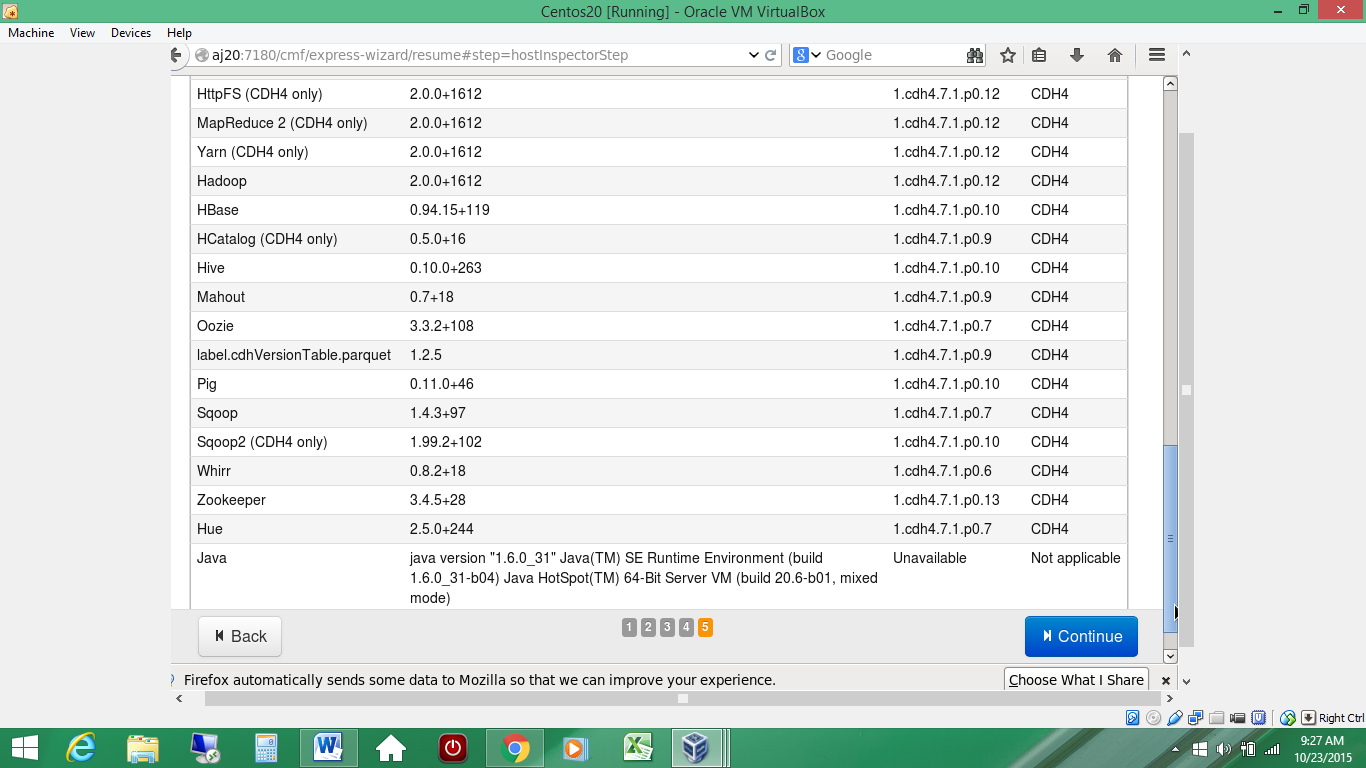 Centos20 [Running] - Oracle VM VirtualBox
Machine View Devices Help
aj20:7180/cmf/express-wizard/resume#step=hostInspectorStep Google
HttpFS (CDH4 only) 2.0.0+1612 1.cdh4.7.1.p0.12 CDH4
MapReduce 2 (CDH4 only) 2.0.0+1612 1.cdh4.7.1.p0.12 CDH4
Yarn (CDH4 only) 2.0.0+1612 1.cdh4.7.1.p0.12 CDH4
Hadoop 2.0.0+1612 1.cdh4.7.1.p0.12 CDH4
HBase 0.94.15+119 1.cdh4.7.1.p0.10 CDH4
HCatalog (CDH4 only) 0.5.0+16 1.cdh4.7.1.p0.9 CDH4
Hive 0.10.0+263 1.cdh4.7.1.p0.10 CDH4
Mahout 0.7+18 1.cdh4.7.1.p0.9 CDH4
Oozie 3.3.2+108 1.cdh4.7.1.p0.7 CDH4
label.cdhVersionTable.parquet 1.2.5 1.cdh4.7.1.p0.9 CDH4
Pig 0.11.0+46 1.cdh4.7.1.p0.10 CDH4
Sqoop 1.4.3+97 1.cdh4.7.1.p0.7 CDH4
Sqoop2 (CDH4 only) 1.99.2+102 1.cdh4.7.1.p0.10 CDH4
Whirr 0.8.2+18 1.cdh4.7.1.p0.6 CDH4
Zookeeper 3.4.5+28 1.cdh4.7.1.p0.13 CDH4
Hue 2.5.0+244 1.cdh4.7.1.p0.7 CDH4
Java java version "1.6.0_31" Java(TM) SE Runtime Environment (build Unavailable Not applicable
1.6.0_31-b04) Java HotSpot(TM) 64-Bit Server VM (build 20.6-b01, mixed
mode)
Back 1 2 3 4 5 Continue
Firefox automatically sends some data to Mozilla so that we can improve your experience. Choose What I Share
Right Ctrl
9:27 AM
10/23/2015